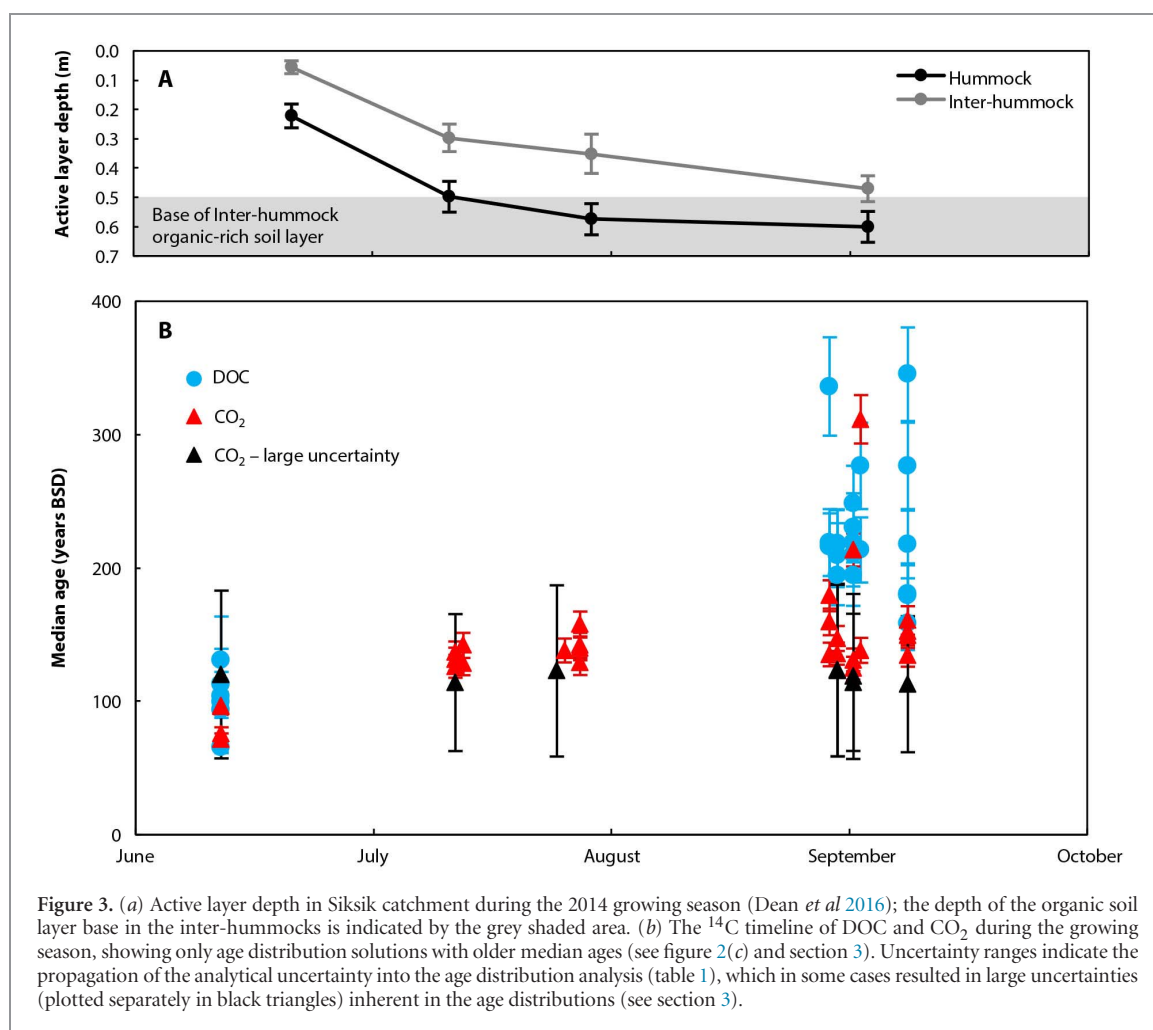 A
Active layer depth (m)
0.0
0.1
0.2
0.3
0.4
0.5
0.6
0.7
Hummock
Inter-hummock
Base of Inter-hummock
organic-rich soil layer
B
Median age (years BSD)
400
300
200
100
0
DOC
CO₂
CO₂ – large uncertainty
June
July
August
September
October
Figure 3. (a) Active layer depth in Siksik catchment during the 2014 growing season (Dean et al 2016); the depth of the organic soil
layer base in the inter-hummocks is indicated by the grey shaded area. (b) The ¹⁴C timeline of DOC and CO₂ during the growing
season, showing only age distribution solutions with older median ages (see figure 2(c) and section 3). Uncertainty ranges indicate the
propagation of the analytical uncertainty into the age distribution analysis (table 1), which in some cases resulted in large uncertainties
(plotted separately in black triangles) inherent in the age distributions (see section 3).